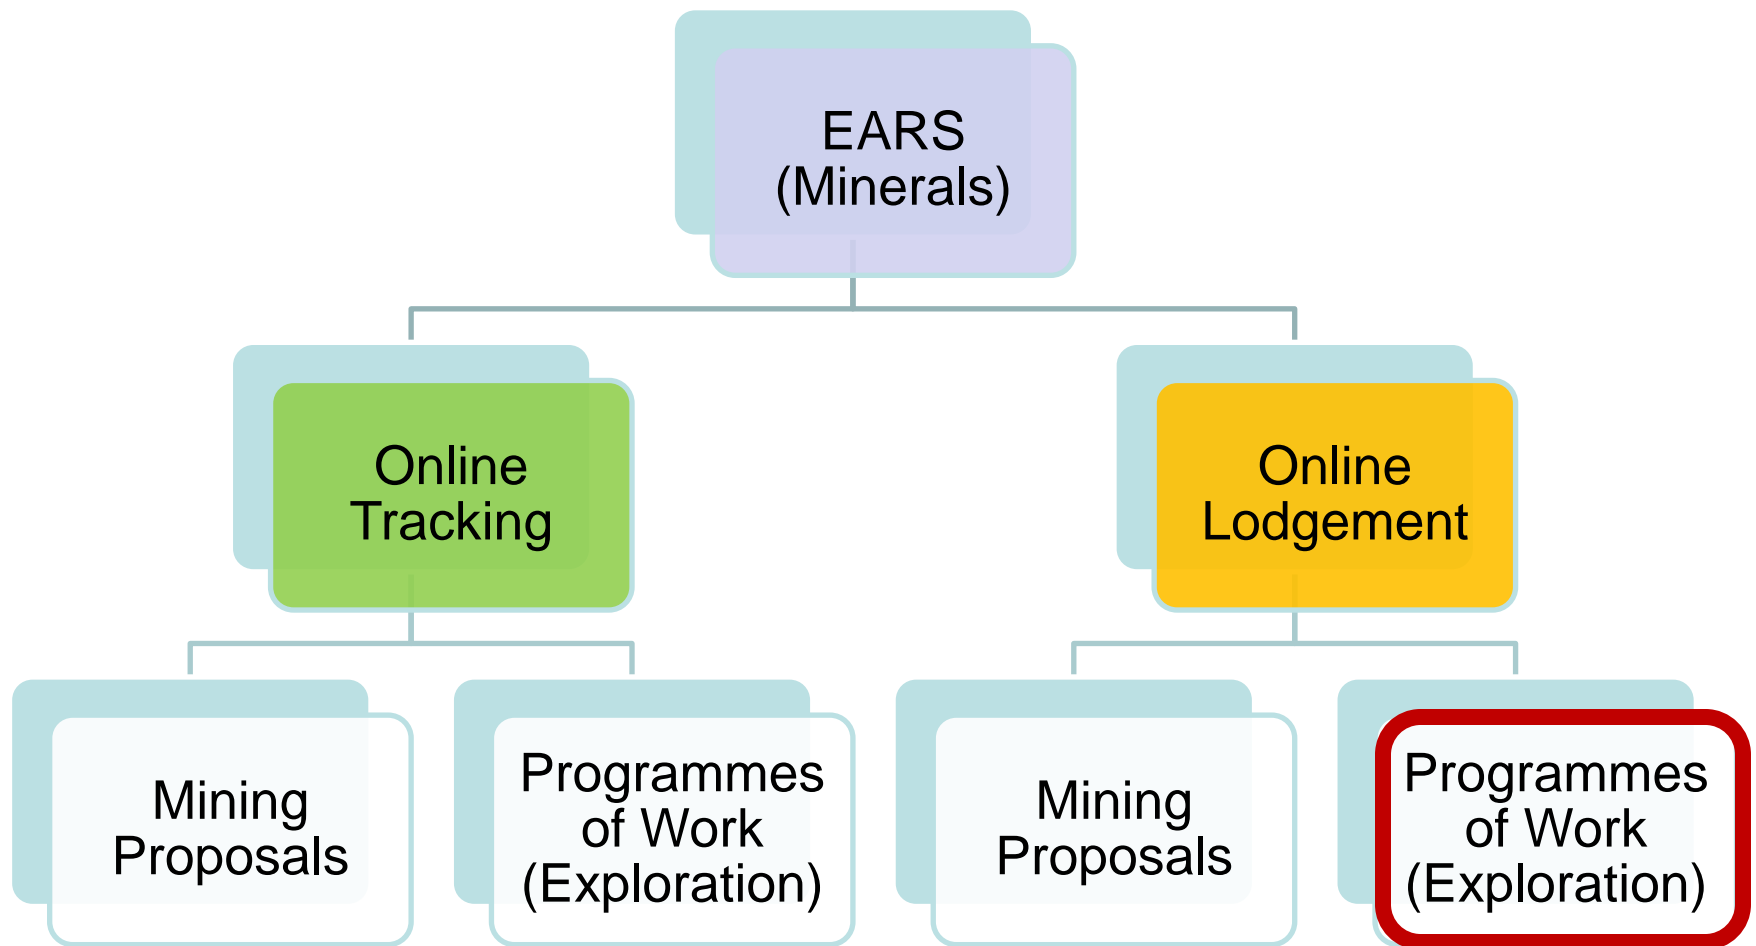 EARS
(Minerals)
Online
Tracking
Online
Lodgement
Mining
Proposals
Programmes
of Work
(Exploration)
Mining
Proposals
Programmes
of Work
(Exploration)